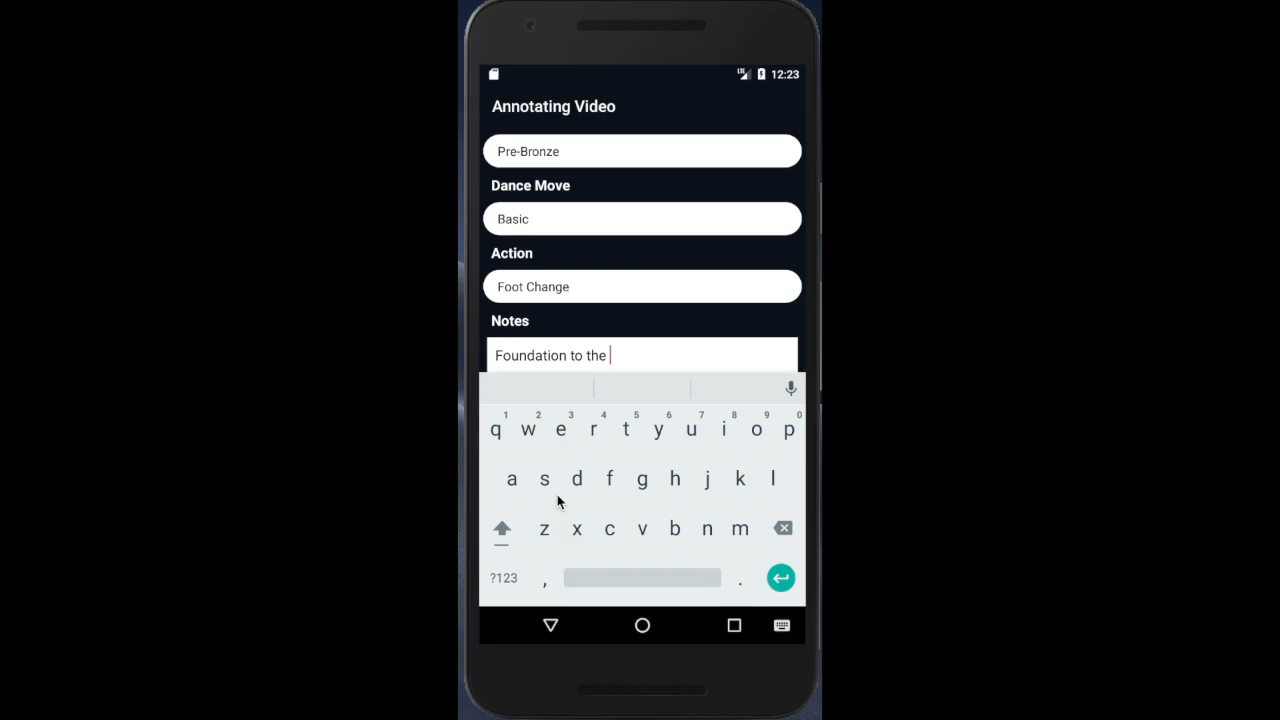 LTE 12:23
Annotating Video
Pre-Bronze
Dance Move
Basic
Action
Foot Change
Notes
Foundation to the
1 2 3 4 5 6 7 8 9 0
q w e r t y u i o p
a s d f g h j k l
z x c v b n m
?123 , .